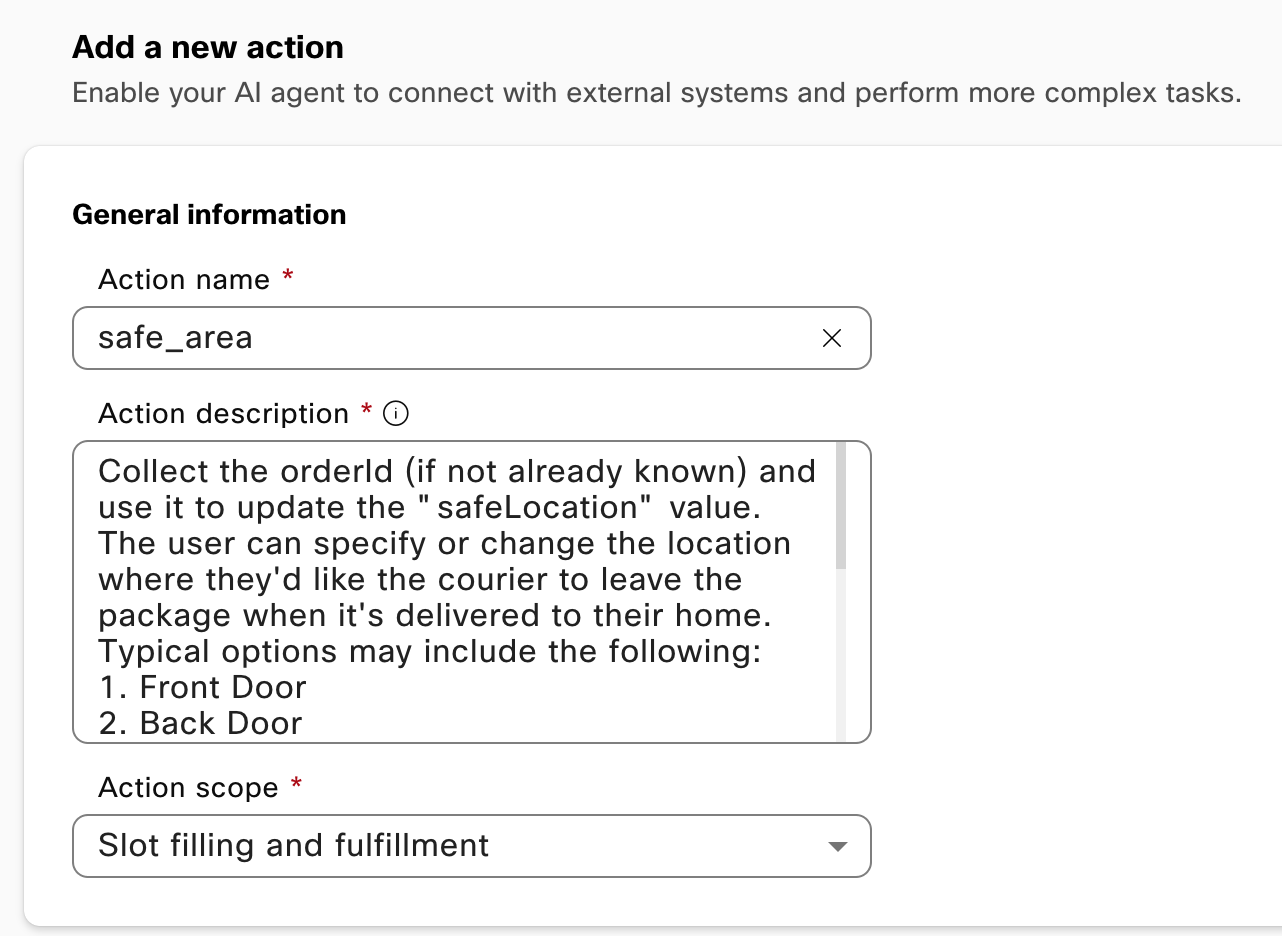 Add a new action
Enable your AI agent to connect with external systems and perform more complex tasks.
General information
Action name *
safe_area
Action description *
Collect the orderId (if not already known) and
use it to update the "safeLocation" value.
The user can specify or change the location
where they'd like the courier to leave the
package when it's delivered to their home.
Typical options may include the following:
1. Front Door
2. Back Door
Action scope *
Slot filling and fulfillment